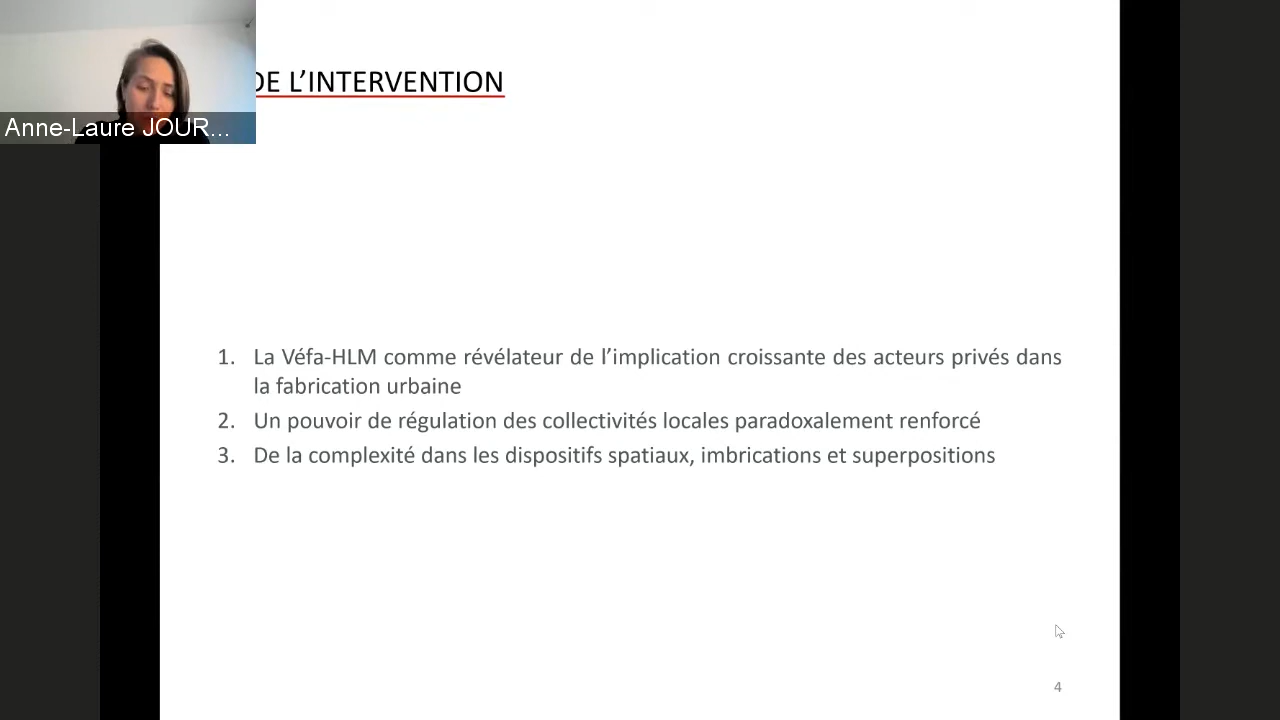 DE L’INTERVENTION
Anne-Laure JOUR...
1. La Véfa-HLM comme révélateur de l’implication croissante des acteurs privés dans
la fabrication urbaine
2. Un pouvoir de régulation des collectivités locales paradoxalement renforcé
3. De la complexité dans les dispositifs spatiaux, imbrications et superpositions
4